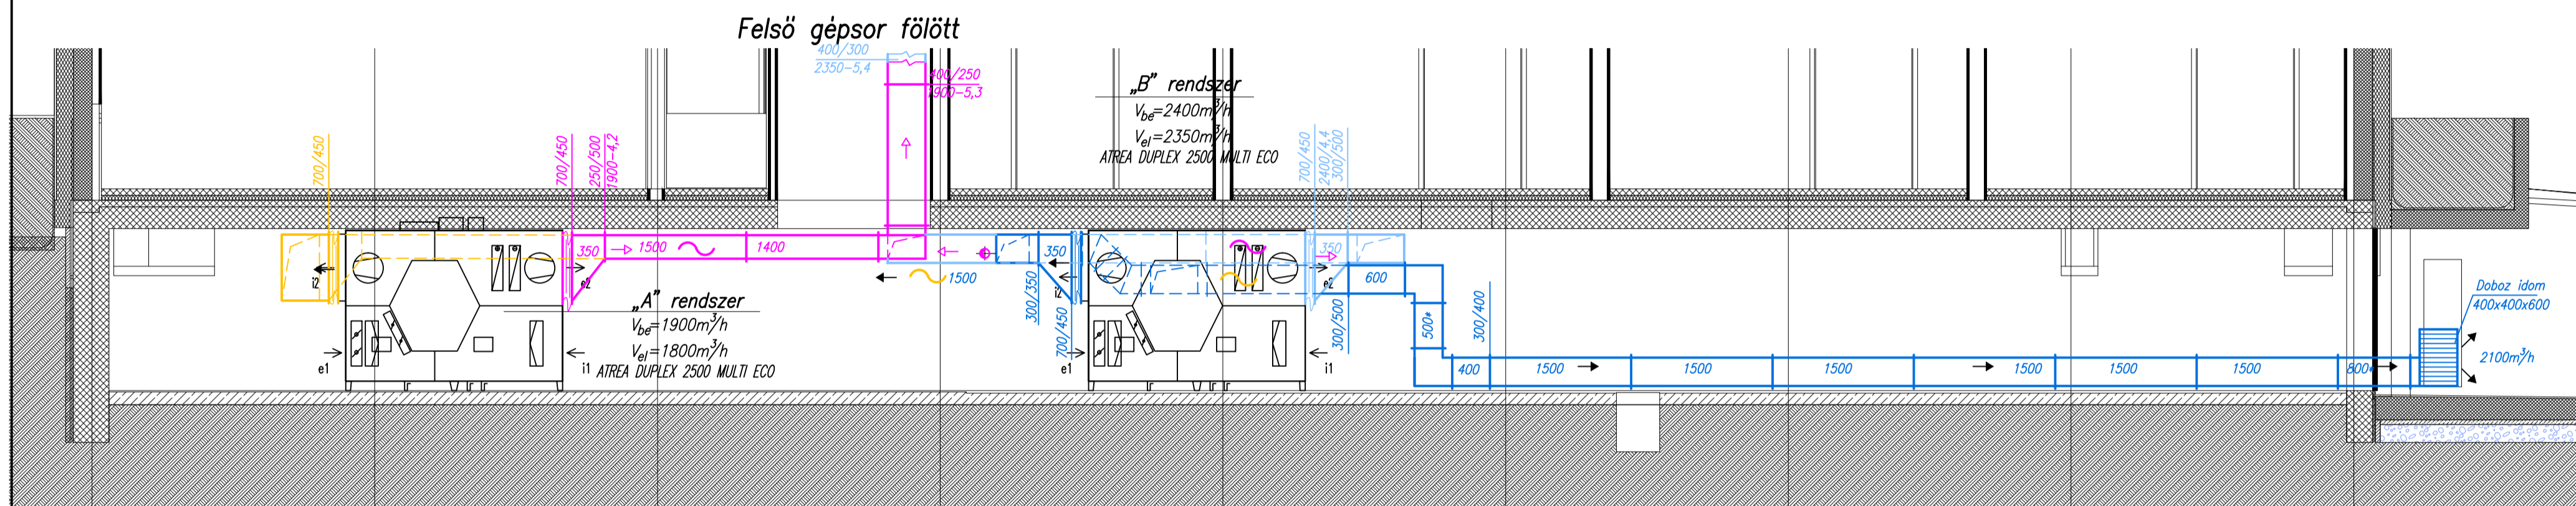 Felső gépsor fölött
400/300
2350-5,4
400/250
1900-5,3
„B” rendszer
Vbe=2400m³/h
Vel=2350m³/h
ATREA DUPLEX 2500 MULTI ECO
700/450
700/450
250/500
1900-4,2
700/450
2400/4,4
300/500
i2
350
1500
1400
e2
1500
300/350
350
i2
700/450
350
e2
600
300/500
500*
300/400
„A” rendszer
Vbe=1900m³/h
Vel=1800m³/h
ATREA DUPLEX 2500 MULTI ECO
e1
i1
e1
i1
400
1500
1500
1500
1500
1500
1500
800*
Doboz idom
400x400x600
2100m³/h